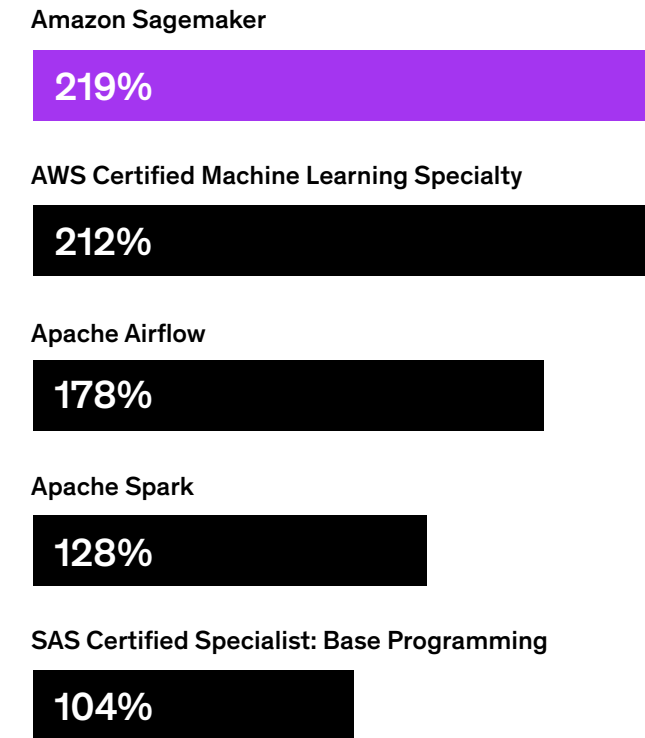 Amazon Sagemaker
219%
AWS Certified Machine Learning Specialty
212%
Apache Airflow
178%
Apache Spark
128%
SAS Certified Specialist: Base Programming
104%